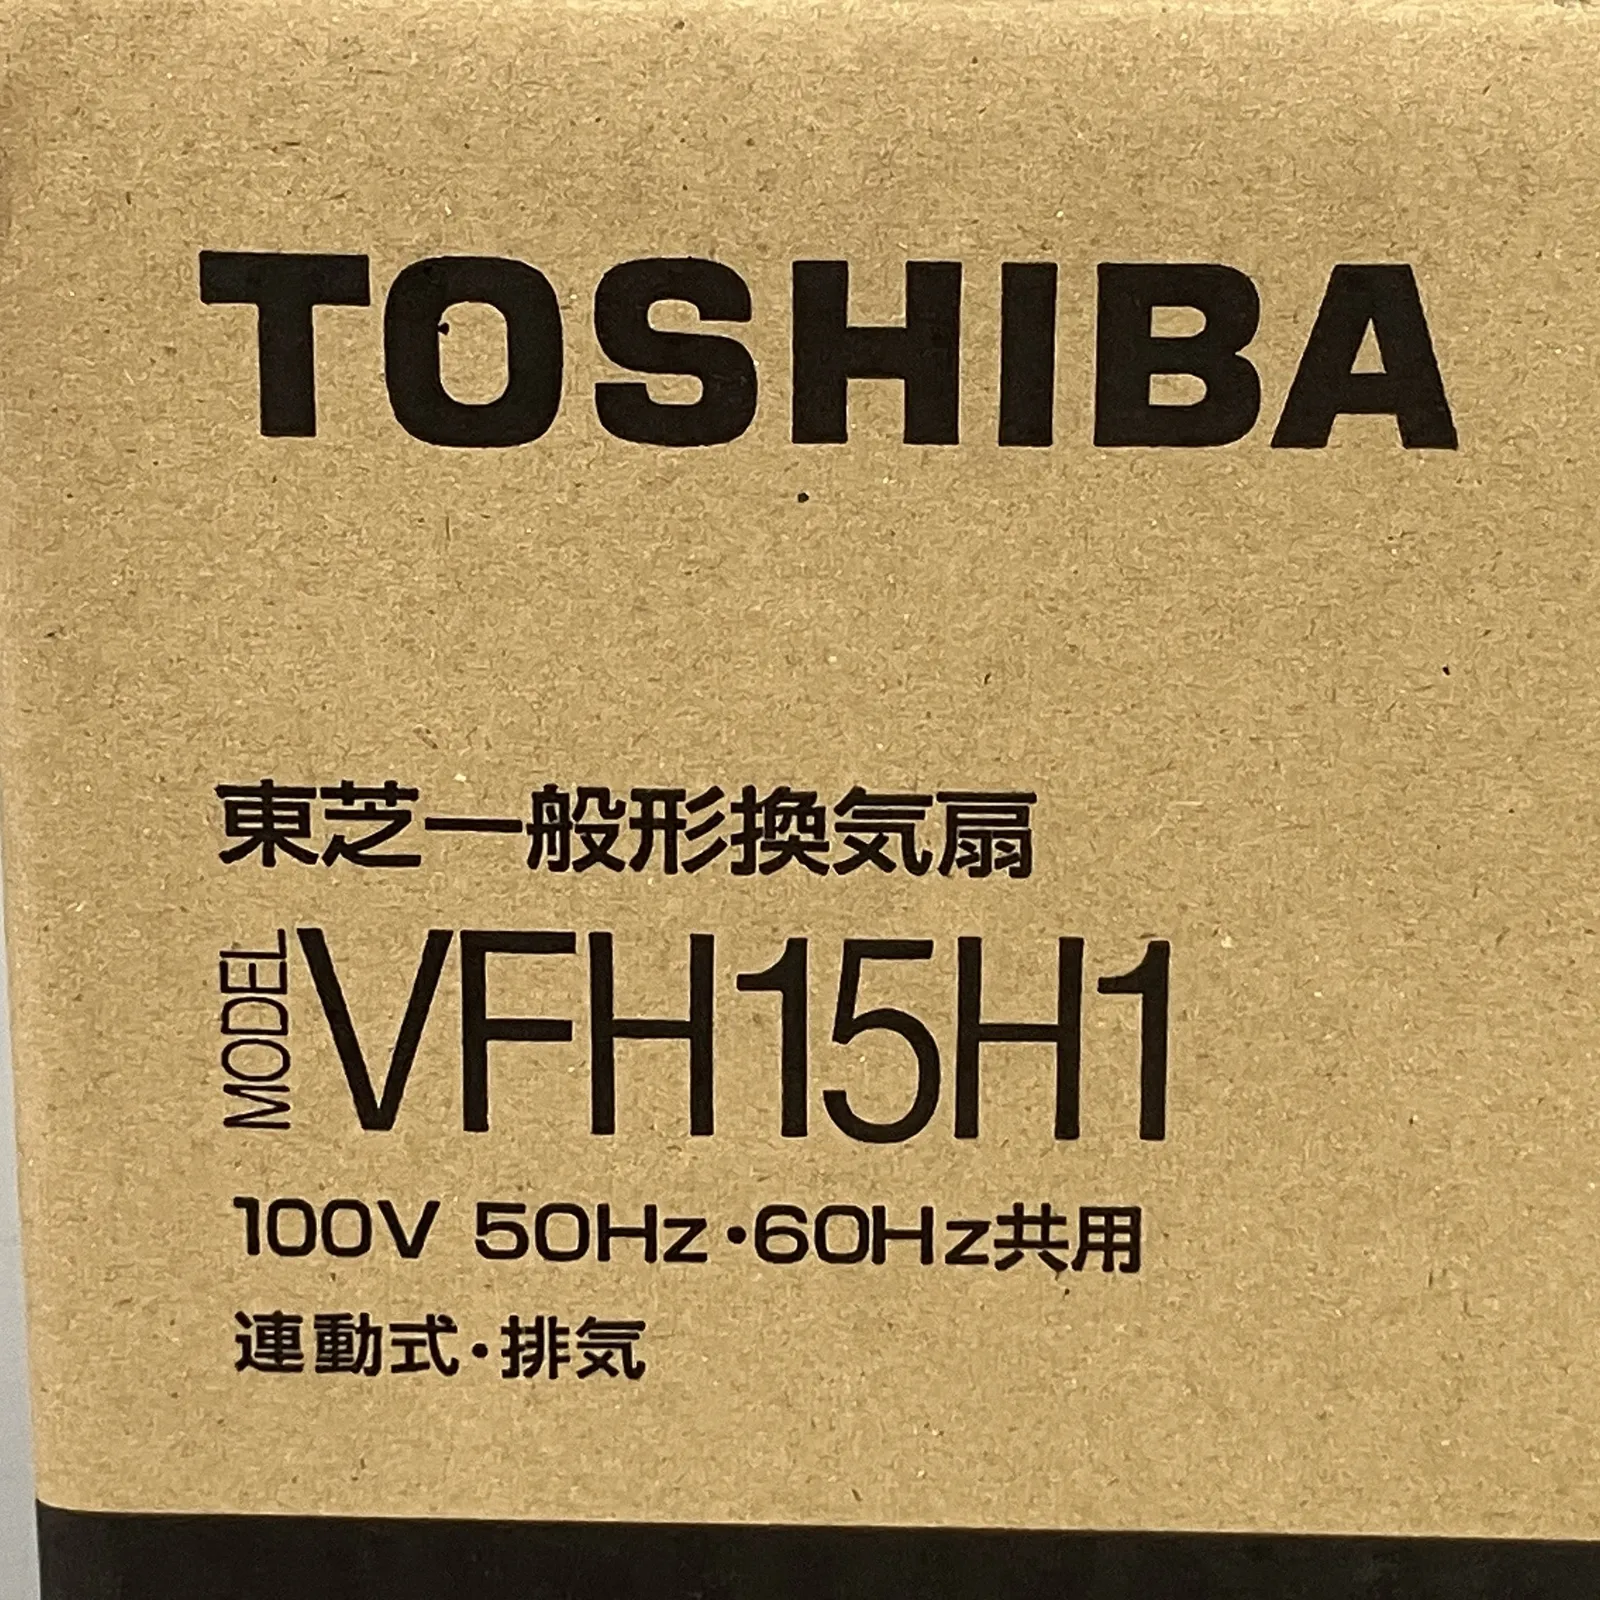 TOSHIBA
東芝一般形換気扇
MODEL VFH15H1
100V 50Hz・60Hz共用
連動式・排気